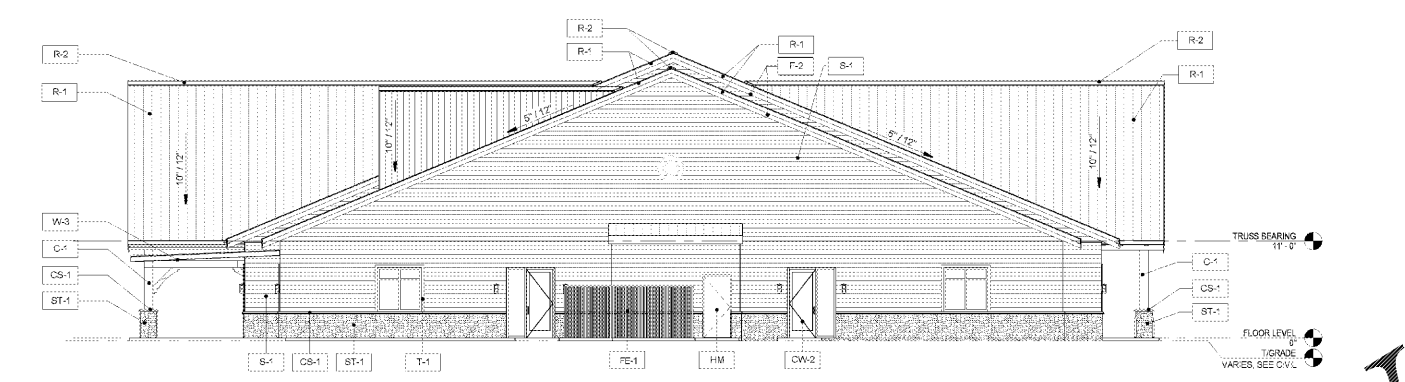 R-2
R-1
R-2
R-1
R-2
R-1
F-2
S-1
R-2
R-1
5" / 12"
5" / 12"
10" / 12"
10" / 12"
10" / 12"
W-3
C-1
CS-1
ST-1
TRUSS BEARING
11' - 0"
C-1
CS-1
ST-1
FLOOR LEVEL
0"
T/GRADE
VARIES, SEE CIVIL
S-1
CS-1
ST-1
T-1
FE-1
HM
CW-2